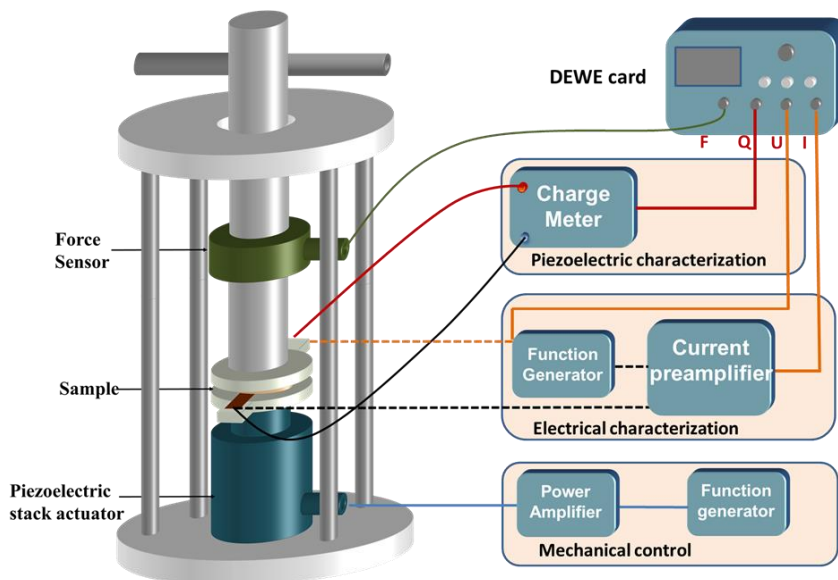 DEWE card
F Q U I
Charge
Meter
Piezoelectric characterization
Force
Sensor
Function
Generator
Current
preamplifier
Sample
Electrical characterization
Piezoelectric
stack actuator
Power
Amplifier
Function
generator
Mechanical control